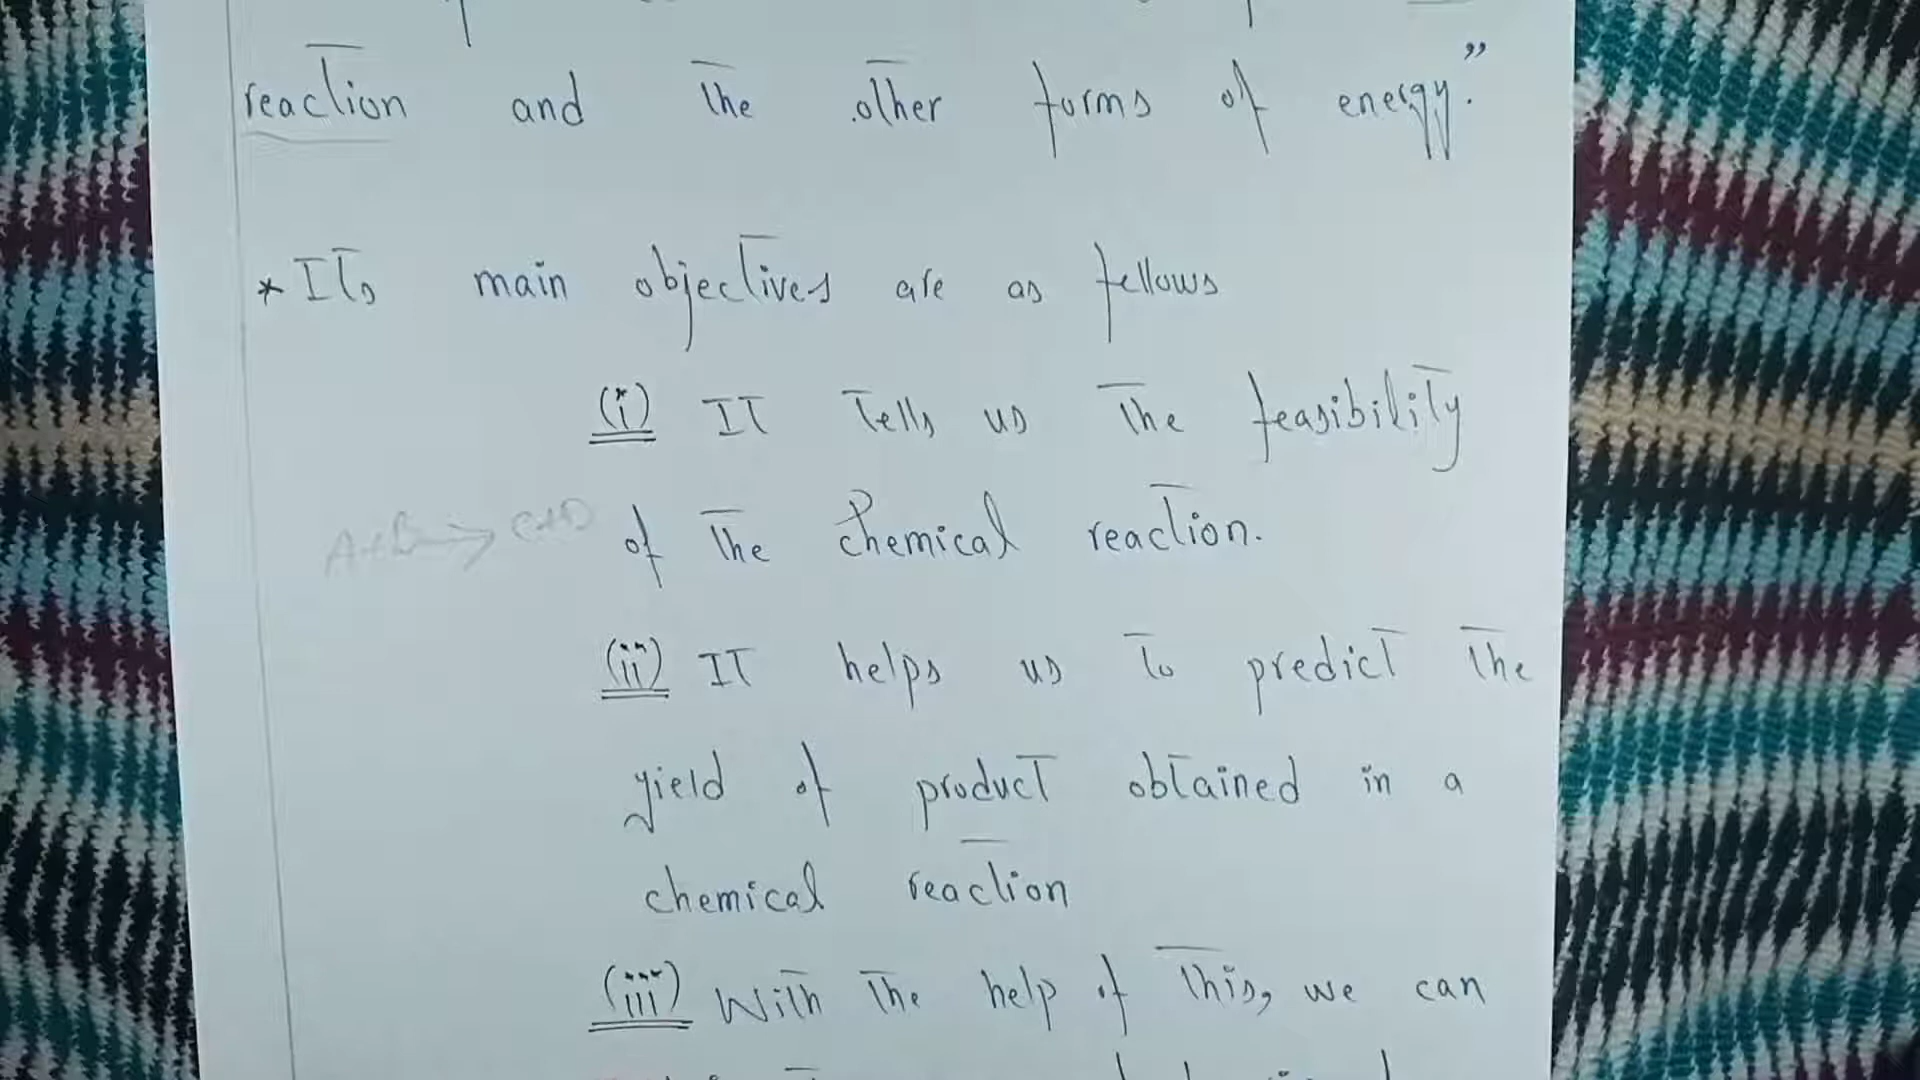 reaction and the other forms of energy.”
* Its main objectives are as fellows
(i) It tells us the feasibility
A+B → C+D of the chemical reaction.
(ii) It helps us to predict the
yield of product obtained in a
chemical reaction
(iii) With the help of this, we can